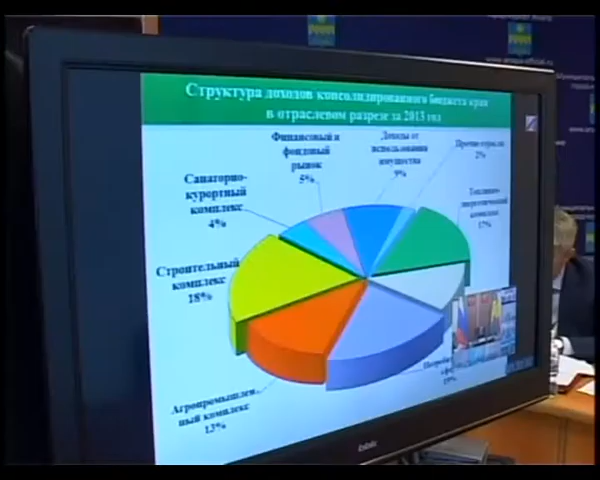 Структура доходов консолидированного бюджета края
в отраслевом разрезе за 2013 год
Финансовый и
фондовый
рынок
5%
Доходы от
использования
имущества
9%
Прочие отрасли
2%
Санаторно-
курортный
комплекс
4%
Топливно-
энергетический
комплекс
17%
Строительный
комплекс
18%
Агропромышлен
ный комплекс
13%